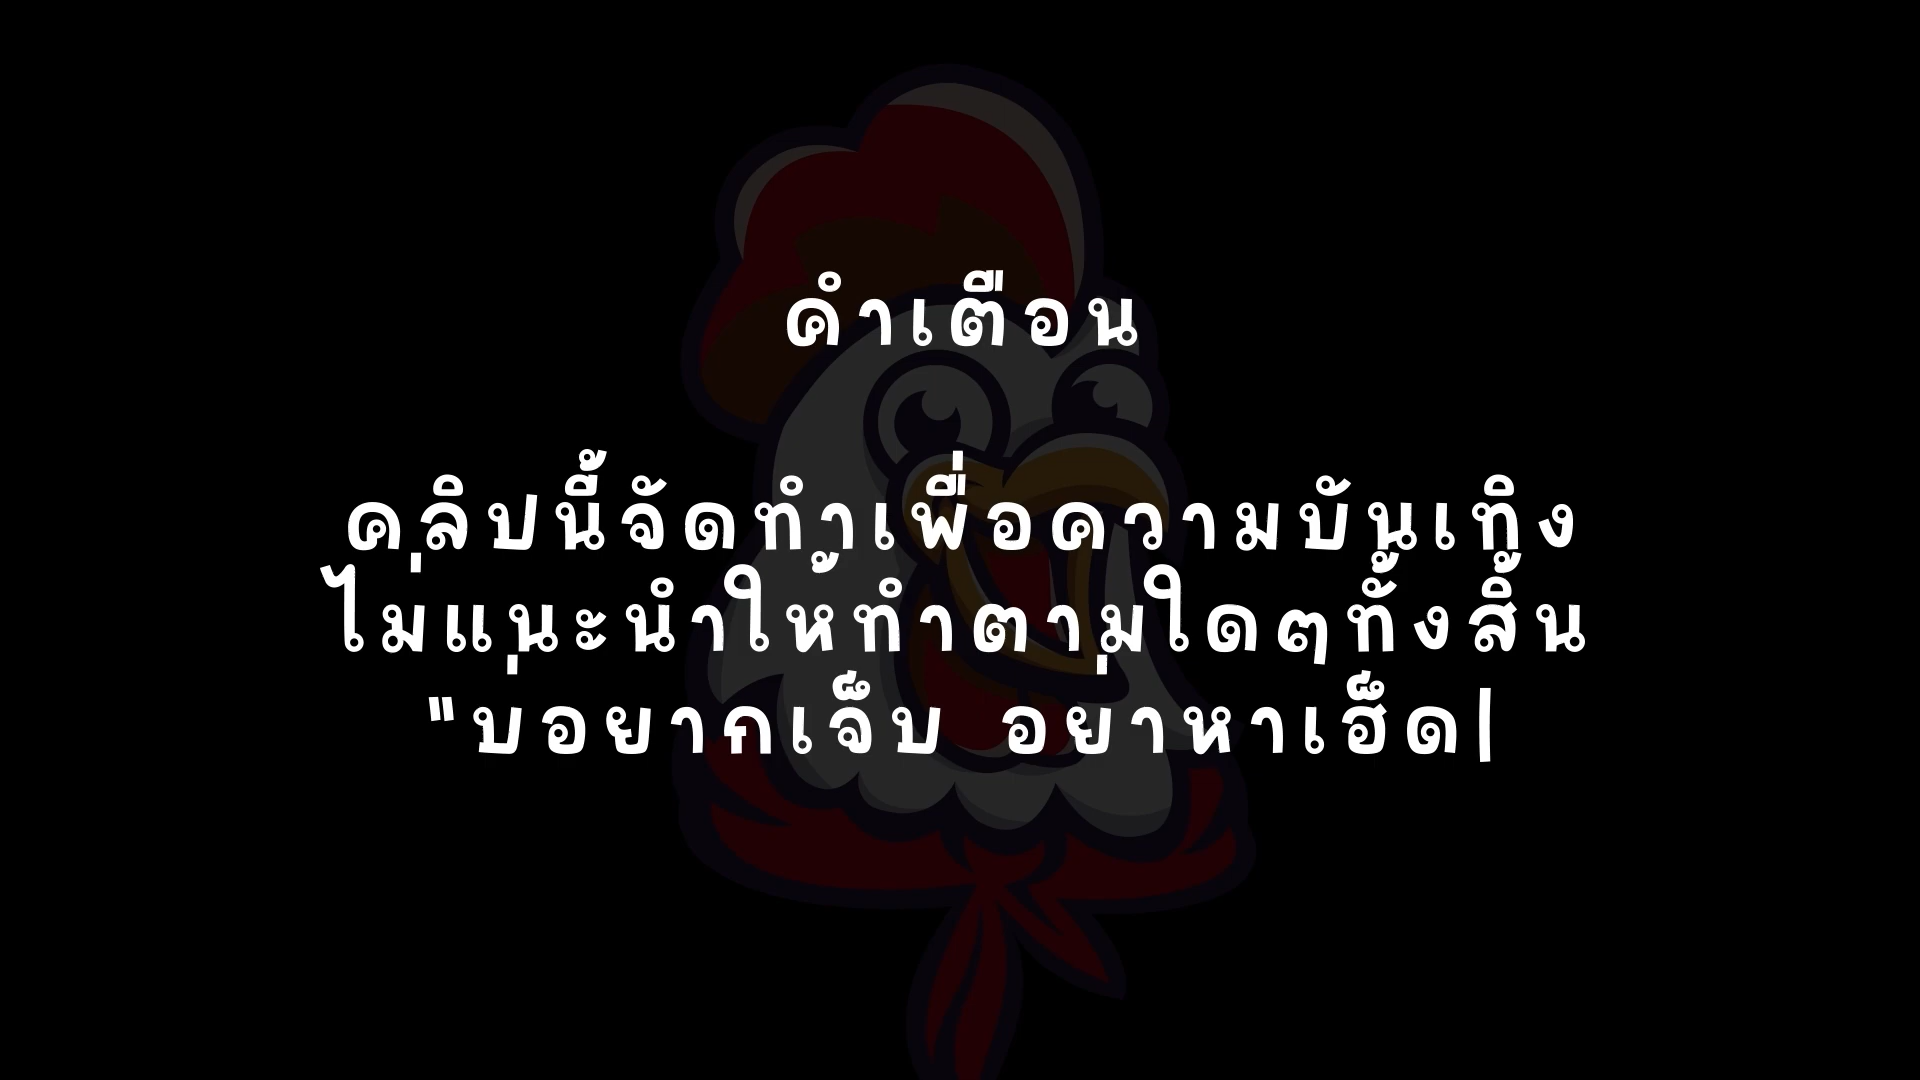 คำเตือน
คลิปนี้จัดทำเพื่อความบันเทิง
ไม่แนะนำให้ทำตามใดๆทั้งสิ้น
"บ่อยากเจ็บ อย่าหาเฮ็ด|